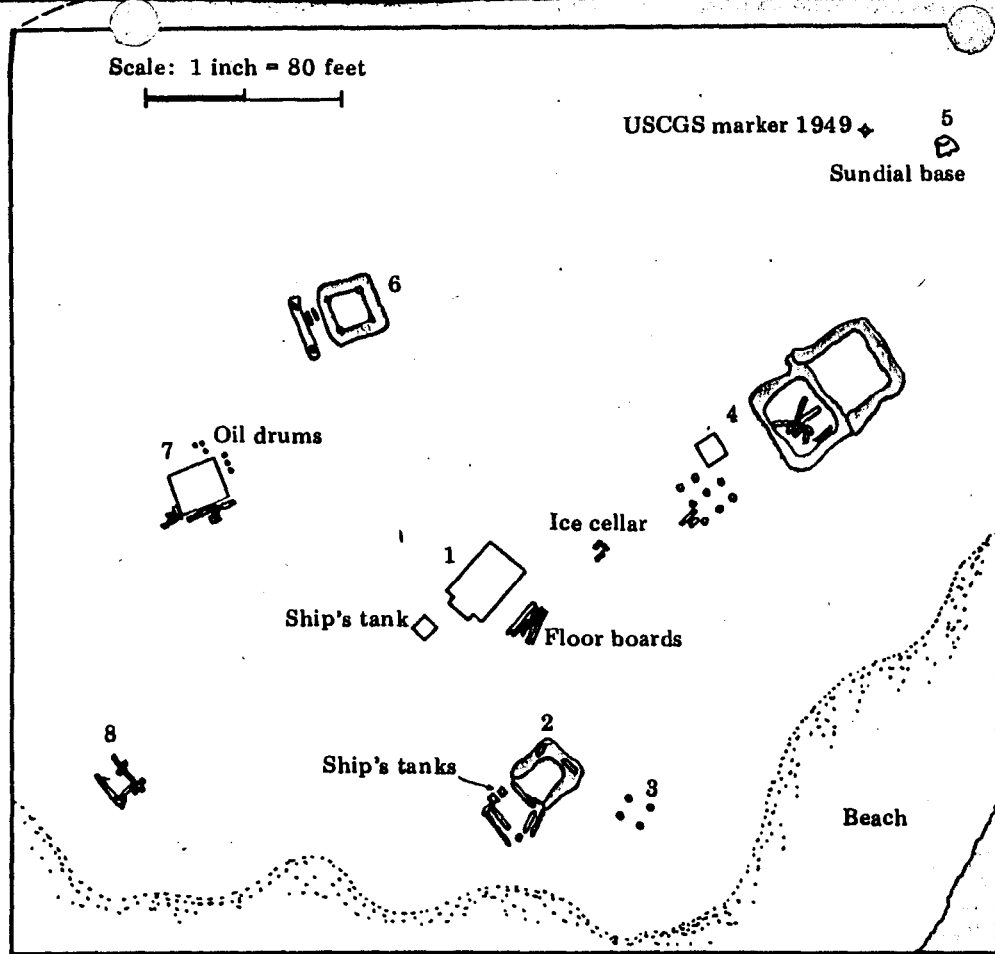 Scale: 1 inch = 80 feet
USCGS marker 1949
5
Sundial base
6
4
7
Oil drums
Ice cellar
1
Ship's tank
Floor boards
8
2
Ship's tanks
3
Beach